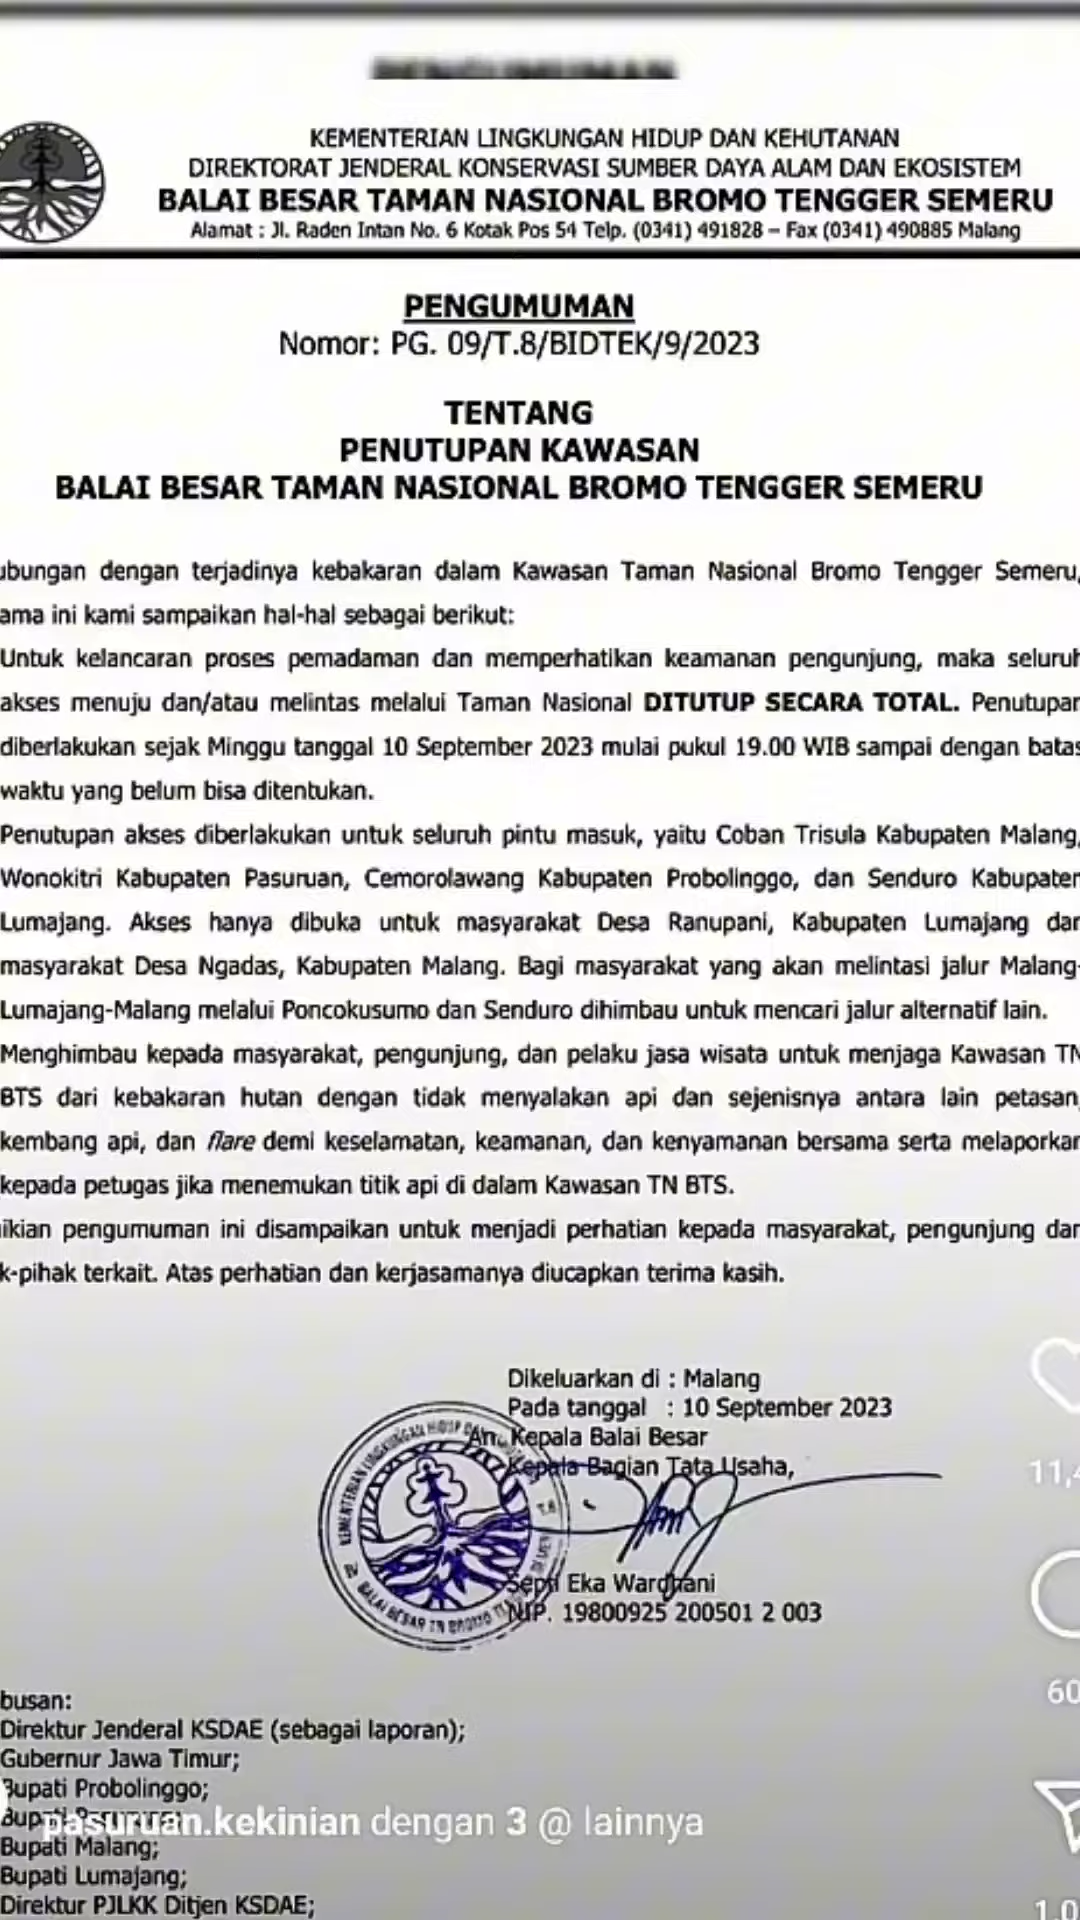 PENGUMUMAN
KEMENTERIAN LINGKUNGAN HIDUP DAN KEHUTANAN
DIREKTORAT JENDERAL KONSERVASI SUMBER DAYA ALAM DAN EKOSISTEM
BALAI BESAR TAMAN NASIONAL BROMO TENGGER SEMERU
Alamat : Jl. Raden Intan No. 6 Kotak Pos 54 Telp. (0341) 491828 – Fax (0341) 490885 Malang
PENGUMUMAN
Nomor: PG. 09/T.8/BIDTEK/9/2023
TENTANG
PENUTUPAN KAWASAN
BALAI BESAR TAMAN NASIONAL BROMO TENGGER SEMERU
ubungan dengan terjadinya kebakaran dalam Kawasan Taman Nasional Bromo Tengger Semeru,
ama ini kami sampaikan hal-hal sebagai berikut:
Untuk kelancaran proses pemadaman dan memperhatikan keamanan pengunjung, maka seluruh
akses menuju dan/atau melintas melalui Taman Nasional DITUTUP SECARA TOTAL. Penutupan
diberlakukan sejak Minggu tanggal 10 September 2023 mulai pukul 19.00 WIB sampai dengan batas
waktu yang belum bisa ditentukan.
Penutupan akses diberlakukan untuk seluruh pintu masuk, yaitu Coban Trisula Kabupaten Malang,
Wonokitri Kabupaten Pasuruan, Cemorolawang Kabupaten Probolinggo, dan Senduro Kabupaten
Lumajang. Akses hanya dibuka untuk masyarakat Desa Ranupani, Kabupaten Lumajang dan
masyarakat Desa Ngadas, Kabupaten Malang. Bagi masyarakat yang akan melintasi jalur Malang-
Lumajang-Malang melalui Poncokusumo dan Senduro dihimbau untuk mencari jalur alternatif lain.
Menghimbau kepada masyarakat, pengunjung, dan pelaku jasa wisata untuk menjaga Kawasan TN
BTS dari kebakaran hutan dengan tidak menyalakan api dan sejenisnya antara lain petasan,
kembang api, dan flare demi keselamatan, keamanan, dan kenyamanan bersama serta melaporkan
kepada petugas jika menemukan titik api di dalam Kawasan TN BTS.
ikian pengumuman ini disampaikan untuk menjadi perhatian kepada masyarakat, pengunjung dan
k-pihak terkait. Atas perhatian dan kerjasamanya diucapkan terima kasih.
Dikeluarkan di : Malang
Pada tanggal : 10 September 2023
An. Kepala Balai Besar
Kepala Bagian Tata Usaha,
Septi Eka Wardhani
NIP. 19800925 200501 2 003
busan:
Direktur Jenderal KSDAE (sebagai laporan);
Gubernur Jawa Timur;
Bupati Probolinggo;
pasuruan.kekinian dengan 3 @ lainnya
Bupati Malang;
Bupati Lumajang;
Direktur PJLKK Ditjen KSDAE;